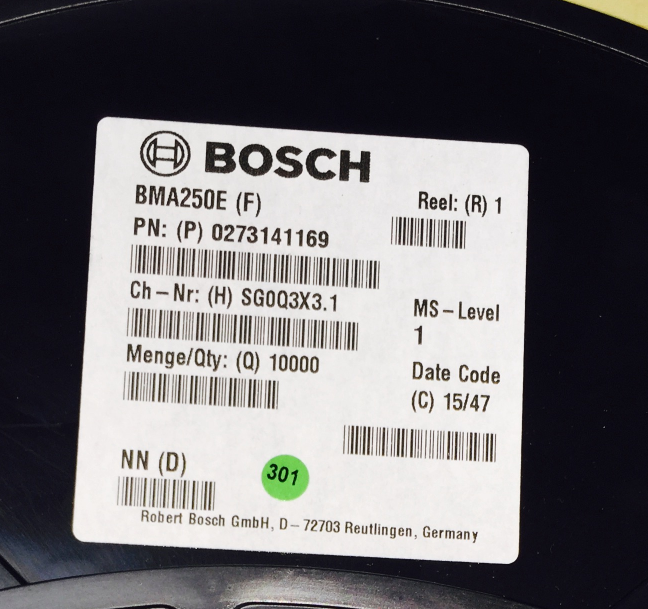 BOSCH
BMA250E (F)
Reel: (R) 1
PN: (P) 0273141169
Ch-Nr: (H) SG0Q3X3.1
MS-Level
1
Menge/Qty: (Q) 10000
Date Code
(C) 15/47
NN (D)
301
Robert Bosch GmbH, D-72703 Reutlingen, Germany